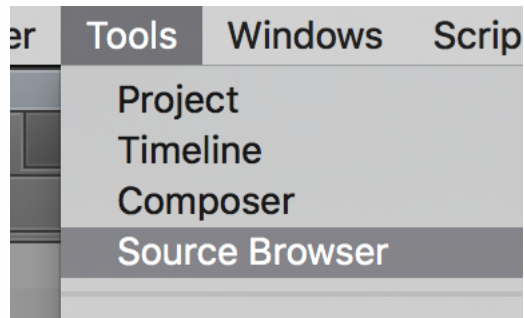 er Tools Windows Scrip
Project
Timeline
Composer
Source Browser